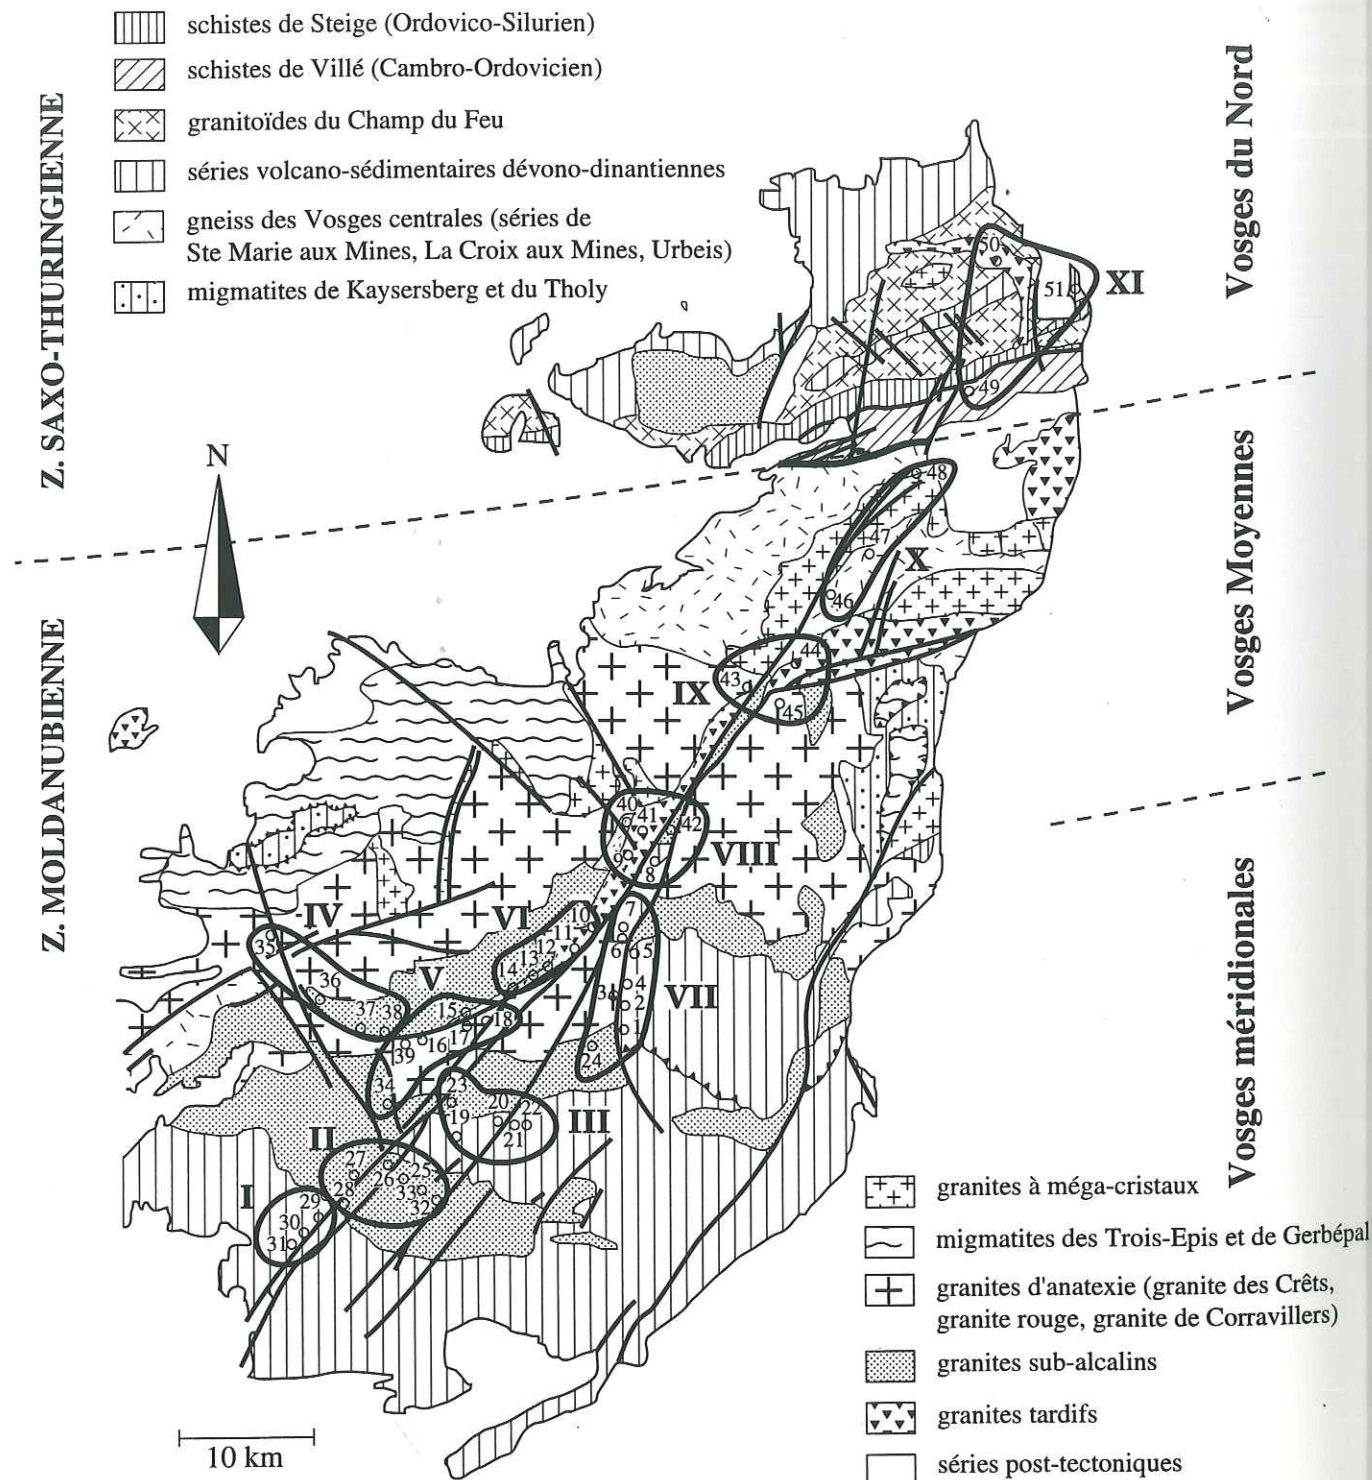 schistes de Steige (Ordovico-Silurien)
schistes de Villé (Cambro-Ordovicien)
granitoïdes du Champ du Feu
séries volcano-sédimentaires dévono-dinantiennes
gneiss des Vosges centrales (séries de
Ste Marie aux Mines, La Croix aux Mines, Urbeis)
migmatites de Kaysersberg et du Tholy
Z. SAXO-THURINGIENNE
Z. MOLDANUBIENNE
Vosges du Nord
Vosges Moyennes
Vosges méridionales
N
50
51
XI
49
48
47
X
46
44
IX
43
45
40
41
42
VIII
9
8
IV
VI
10
7
35
11
12
6
5
13
V
14
36
4
3
VII
2
37
38
15
18
1
39
16
17
24
34
23
20
22
III
19
21
II
27
25
26
I
33
28
32
29
30
31
granites à méga-cristaux
migmatites des Trois-Epis et de Gerbépal
granites d'anatexie (granite des Crêts,
granite rouge, granite de Corravillers)
granites sub-alcalins
granites tardifs
séries post-tectoniques
10 km